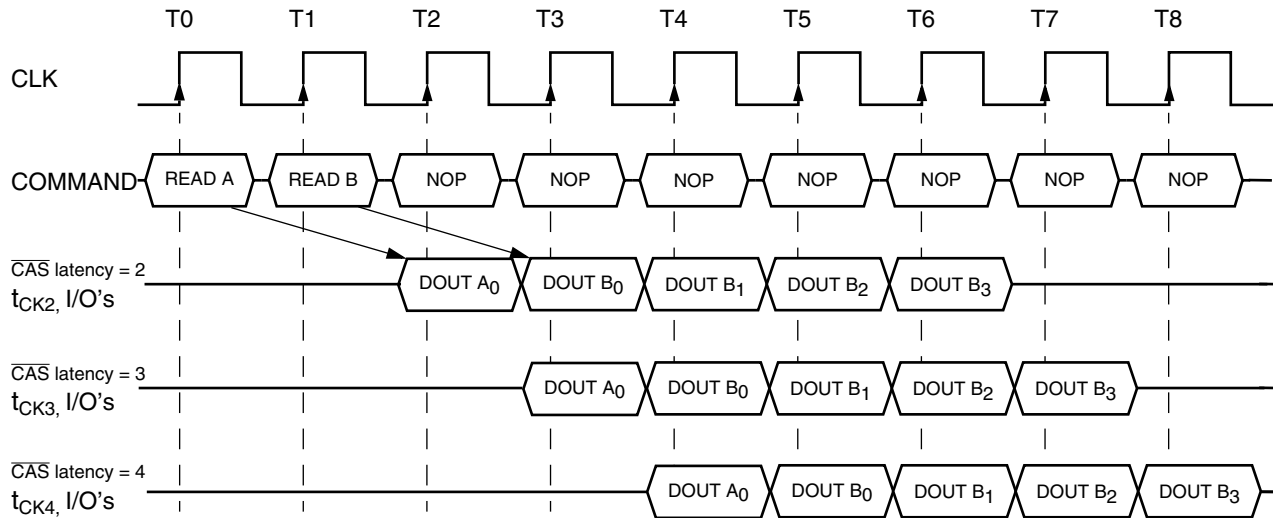 T0 T1 T2 T3 T4 T5 T6 T7 T8
CLK
COMMAND READ A READ B NOP NOP NOP NOP NOP NOP NOP
CAS latency = 2
tCK2, I/O's DOUT A0 DOUT B0 DOUT B1 DOUT B2 DOUT B3
CAS latency = 3
tCK3, I/O's DOUT A0 DOUT B0 DOUT B1 DOUT B2 DOUT B3
CAS latency = 4
tCK4, I/O's DOUT A0 DOUT B0 DOUT B1 DOUT B2 DOUT B3